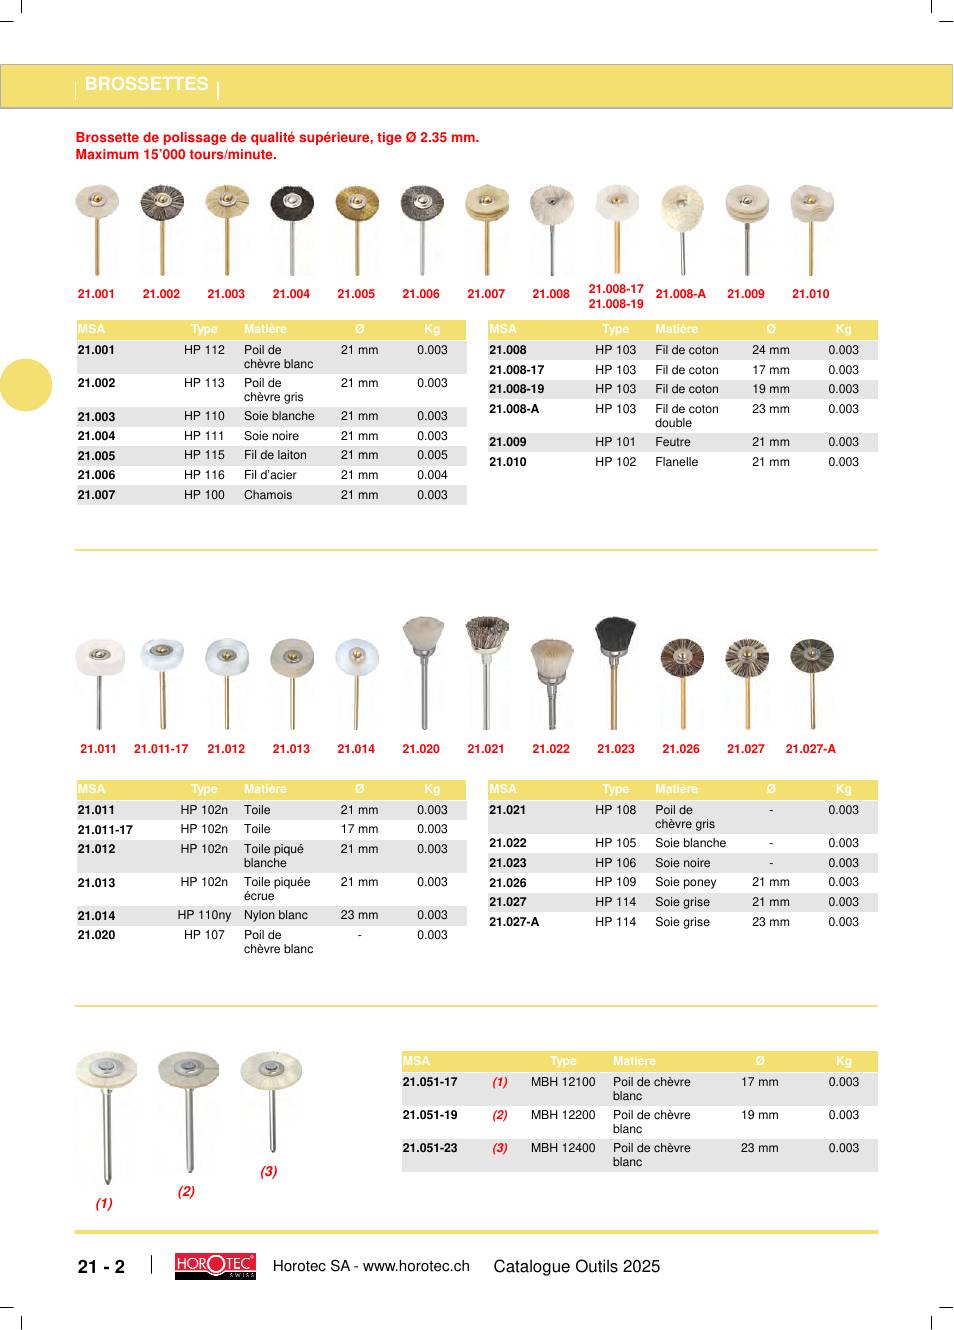 BROSSETTES
Brossette de polissage de qualité supérieure, tige Ø 2.35 mm.
Maximum 15’000 tours/minute.
21.001 21.002 21.003 21.004 21.005 21.006 21.007 21.008 21.008-17 21.008-A 21.009 21.010
21.008-19
MSA Type Matière Ø Kg
21.001 HP 112 Poil de 21 mm 0.003
chèvre blanc
21.002 HP 113 Poil de 21 mm 0.003
chèvre gris
21.003 HP 110 Soie blanche 21 mm 0.003
21.004 HP 111 Soie noire 21 mm 0.003
21.005 HP 115 Fil de laiton 21 mm 0.005
21.006 HP 116 Fil d’acier 21 mm 0.004
21.007 HP 100 Chamois 21 mm 0.003
MSA Type Matière Ø Kg
21.008 HP 103 Fil de coton 24 mm 0.003
21.008-17 HP 103 Fil de coton 17 mm 0.003
21.008-19 HP 103 Fil de coton 19 mm 0.003
21.008-A HP 103 Fil de coton 23 mm 0.003
double
21.009 HP 101 Feutre 21 mm 0.003
21.010 HP 102 Flanelle 21 mm 0.003
21.011 21.011-17 21.012 21.013 21.014 21.020 21.021 21.022 21.023 21.026 21.027 21.027-A
MSA Type Matière Ø Kg
21.011 HP 102n Toile 21 mm 0.003
21.011-17 HP 102n Toile 17 mm 0.003
21.012 HP 102n Toile piqué 21 mm 0.003
blanche
21.013 HP 102n Toile piquée 21 mm 0.003
écrue
21.014 HP 110ny Nylon blanc 23 mm 0.003
21.020 HP 107 Poil de - 0.003
chèvre blanc
MSA Type Matière Ø Kg
21.021 HP 108 Poil de - 0.003
chèvre gris
21.022 HP 105 Soie blanche - 0.003
21.023 HP 106 Soie noire - 0.003
21.026 HP 109 Soie poney 21 mm 0.003
21.027 HP 114 Soie grise 21 mm 0.003
21.027-A HP 114 Soie grise 23 mm 0.003
(1)
(2)
(3)
MSA Type Matière Ø Kg
21.051-17 (1) MBH 12100 Poil de chèvre 17 mm 0.003
blanc
21.051-19 (2) MBH 12200 Poil de chèvre 19 mm 0.003
blanc
21.051-23 (3) MBH 12400 Poil de chèvre 23 mm 0.003
blanc
21 - 2
HOROTEC
SWISS
Horotec SA - www.horotec.ch Catalogue Outils 2025